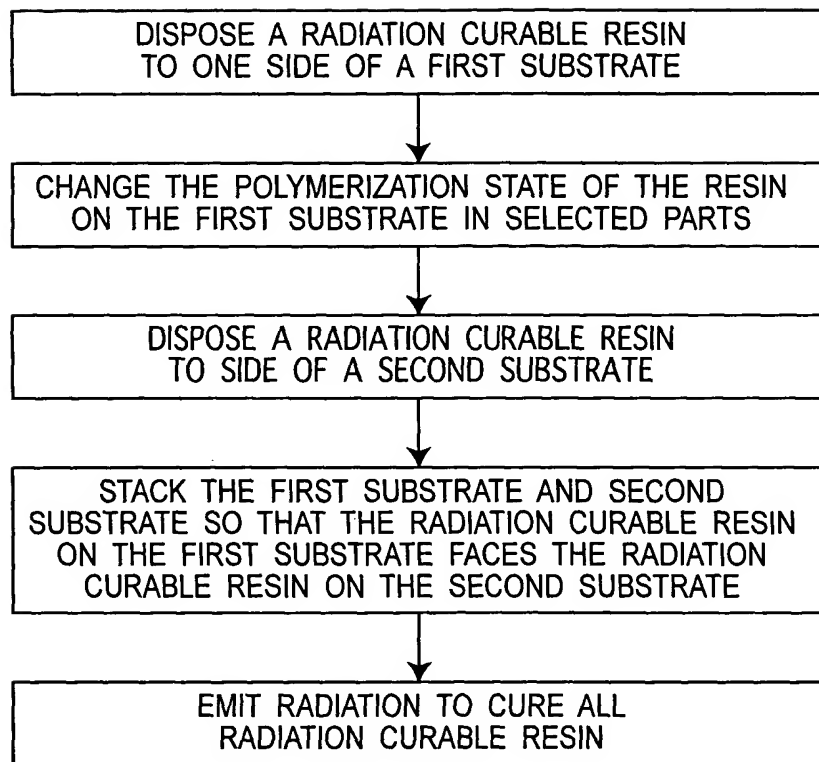 DISPOSE A RADIATION CURABLE RESIN
TO ONE SIDE OF A FIRST SUBSTRATE
CHANGE THE POLYMERIZATION STATE OF THE RESIN
ON THE FIRST SUBSTRATE IN SELECTED PARTS
DISPOSE A RADIATION CURABLE RESIN
TO SIDE OF A SECOND SUBSTRATE
STACK THE FIRST SUBSTRATE AND SECOND
SUBSTRATE SO THAT THE RADIATION CURABLE RESIN
ON THE FIRST SUBSTRATE FACES THE RADIATION
CURABLE RESIN ON THE SECOND SUBSTRATE
EMIT RADIATION TO CURE ALL
RADIATION CURABLE RESIN